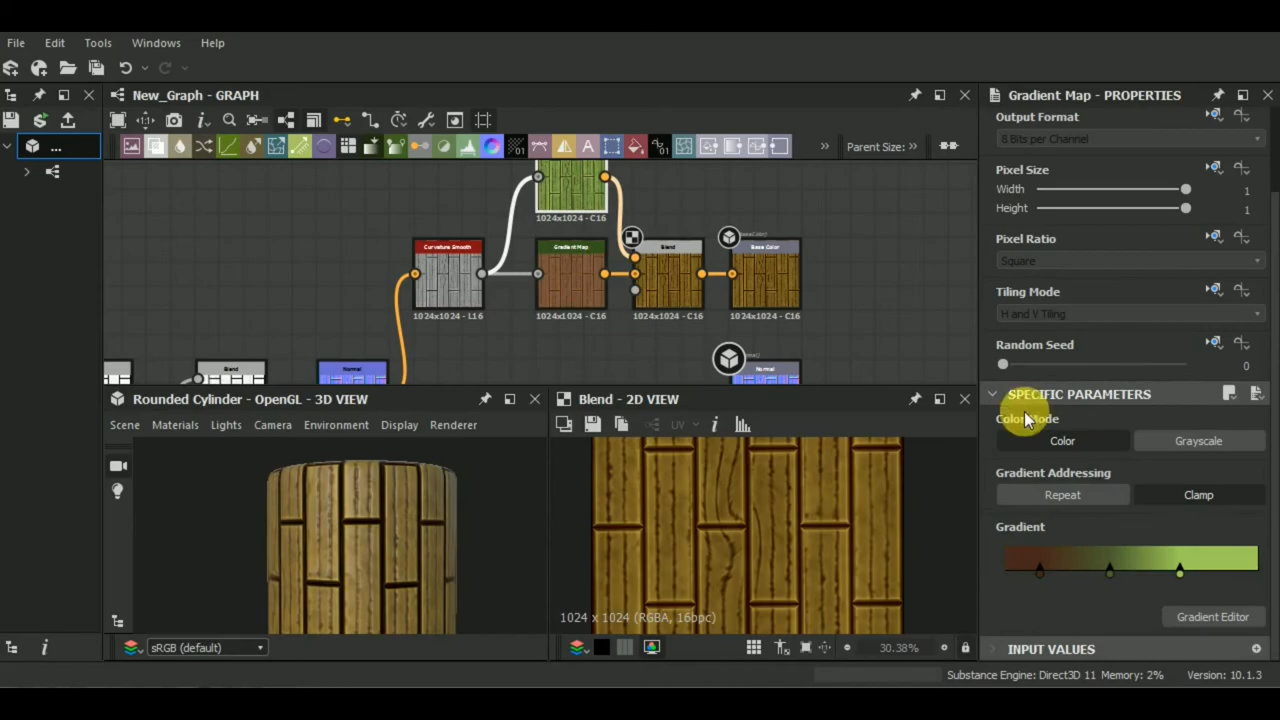 File Edit Tools Windows Help
New_Graph - GRAPH
Parent Size:
1024x1024 - C16
Curvature Smooth
Gradient Map
Blend
Base Color
1024x1024 - L16
1024x1024 - C16
1024x1024 - C16
1024x1024 - C16
Blend
Normal
Normal
Rounded Cylinder - OpenGL - 3D VIEW
Scene Materials Lights Camera Environment Display Renderer
sRGB (default)
Blend - 2D VIEW
UV
1024 x 1024 (RGBA, 16bpc)
30.38%
Gradient Map - PROPERTIES
Output Format
8 Bits per Channel
Pixel Size
Width 1
Height 1
Pixel Ratio
Square
Tiling Mode
H and V Tiling
Random Seed
0
SPECIFIC PARAMETERS
Color Mode
Color Grayscale
Gradient Addressing
Repeat Clamp
Gradient
Gradient Editor
INPUT VALUES
Substance Engine: Direct3D 11 Memory: 2% Version: 10.1.3